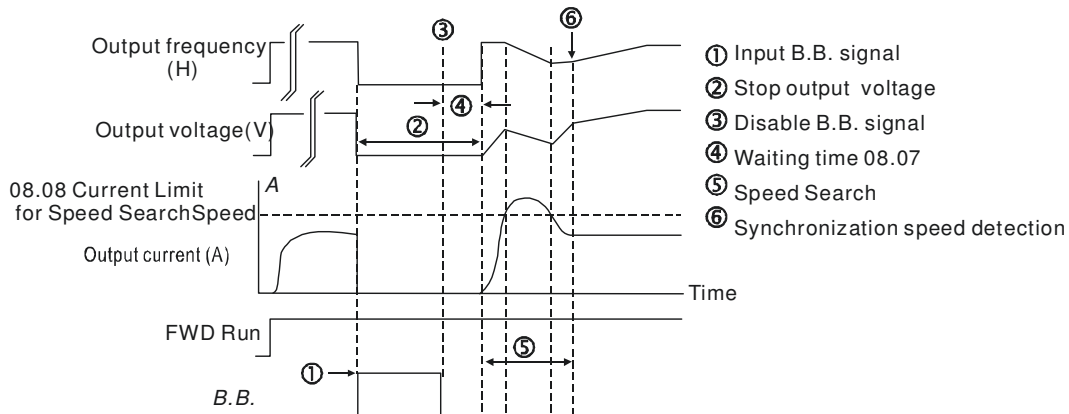 Output frequency
(H)
Output voltage(V)
08.08 Current Limit
for Speed SearchSpeed
A
Output current (A)
FWD Run
B.B.
Time
③
⑥
④
②
⑤
①
① Input B.B. signal
② Stop output voltage
③ Disable B.B. signal
④ Waiting time 08.07
⑤ Speed Search
⑥ Synchronization speed detection